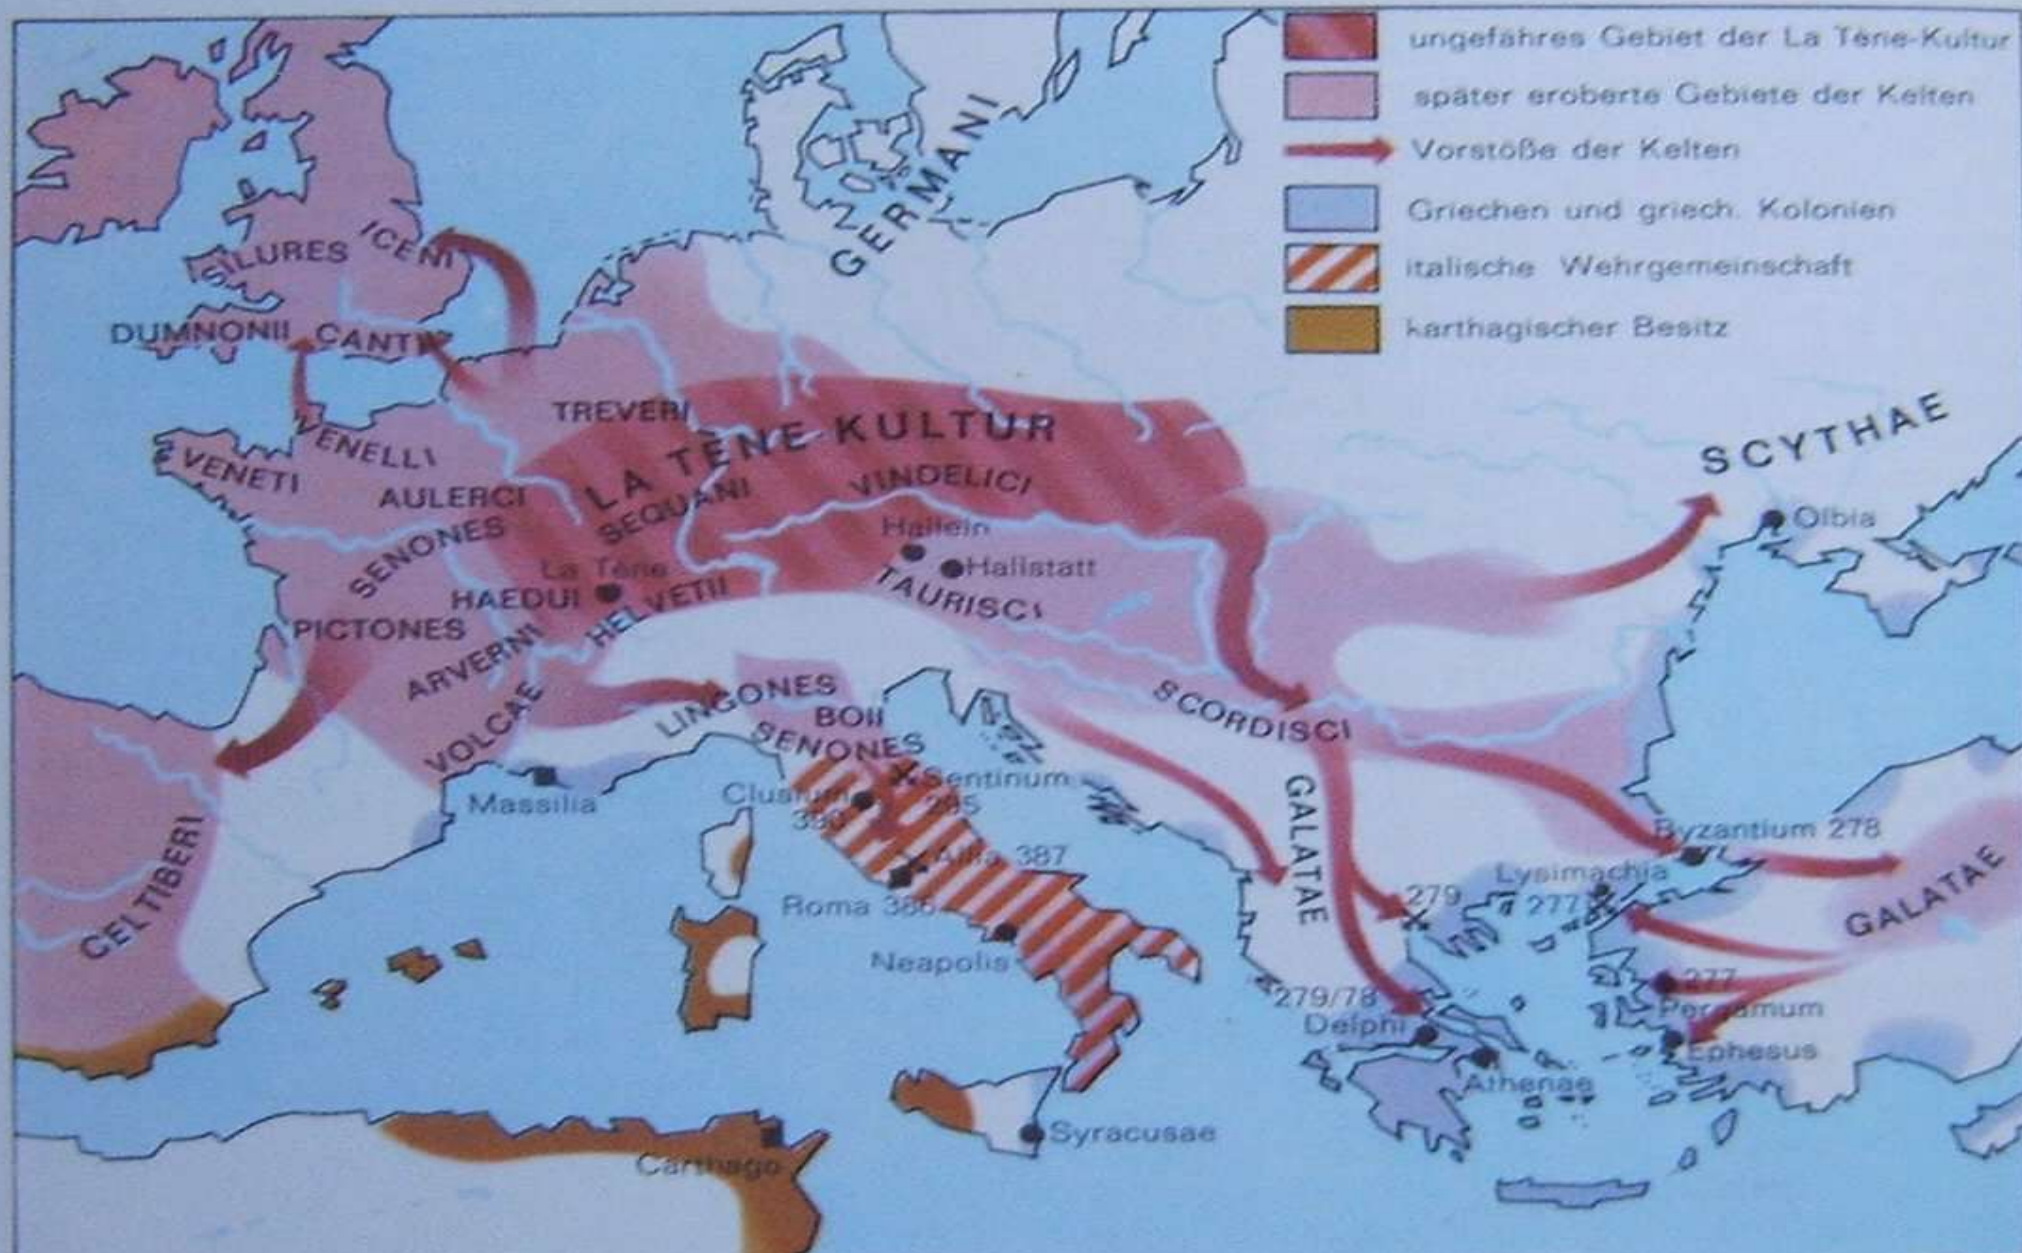 ungefähres Gebiet der La Tène-Kultur
später eroberte Gebiete der Kelten
Vorstöße der Kelten
Griechen und griech. Kolonien
italische Wehrgemeinschaft
karthagischer Besitz
GERMANI
ICENI
SILURES
DUMNONII
CANTII
TREVERI
LA TÈNE-KULTUR
SCYTHAE
VENELLI
VENETI
AULERCI
SEQUANI
VINDELICI
Olbia
SENONES
Hallein
Hallstatt
La Tène
HAEDUI
HELVETII
TAURISCI
PICTONES
ARVERNI
VOLCAE
LINGONES
BOII
SENONES
SCORDISCI
Massilia
Sentinum
295
Clusium
GALATAE
CELTIBERI
Byzantium 278
Allia 387
Lysimachia
277
279
GALATAE
Roma 386
Neapolis
279/78
Delphi
277
Pergamum
Ephesus
Athenae
Syracusae
Carthago